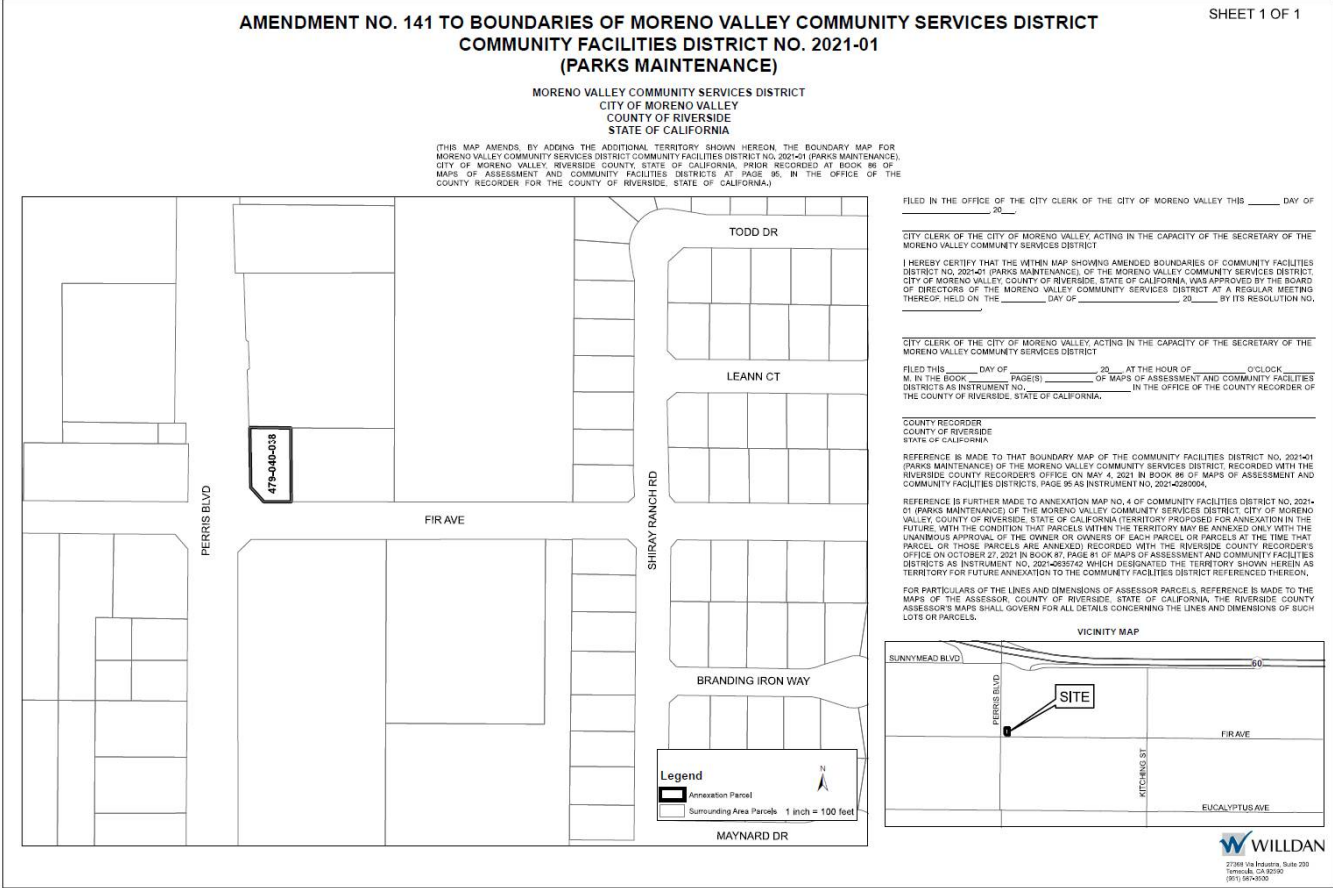 AMENDMENT NO. 141 TO BOUNDARIES OF MORENO VALLEY COMMUNITY SERVICES DISTRICT
COMMUNITY FACILITIES DISTRICT NO. 2021-01
(PARKS MAINTENANCE)
SHEET 1 OF 1
MORENO VALLEY COMMUNITY SERVICES DISTRICT
CITY OF MORENO VALLEY
COUNTY OF RIVERSIDE
STATE OF CALIFORNIA
(THIS MAP AMENDS, BY ADDING THE ADDITIONAL TERRITORY SHOWN HEREON, THE BOUNDARY MAP FOR
MORENO VALLEY COMMUNITY SERVICES DISTRICT COMMUNITY FACILITIES DISTRICT NO. 2021-01 (PARKS MAINTENANCE),
CITY OF MORENO VALLEY, RIVERSIDE COUNTY, STATE OF CALIFORNIA, PRIOR RECORDED AT BOOK 86 OF
MAPS OF ASSESSMENT AND COMMUNITY FACILITIES DISTRICTS AT PAGE 95, IN THE OFFICE OF THE
COUNTY RECORDER FOR THE COUNTY OF RIVERSIDE, STATE OF CALIFORNIA.)
TODD DR
LEANN CT
479-040-038
PERRIS BLVD
FIR AVE
SHIRAY RANCH RD
BRANDING IRON WAY
Legend
N
Annexation Parcel
Surrounding Area Parcels 1 inch = 100 feet
MAYNARD DR
FILED IN THE OFFICE OF THE CITY CLERK OF THE CITY OF MORENO VALLEY THIS ______ DAY OF
________________, 20___.
CITY CLERK OF THE CITY OF MORENO VALLEY, ACTING IN THE CAPACITY OF THE SECRETARY OF THE
MORENO VALLEY COMMUNITY SERVICES DISTRICT
I HEREBY CERTIFY THAT THE WITHIN MAP SHOWING AMENDED BOUNDARIES OF COMMUNITY FACILITIES
DISTRICT NO. 2021-01 (PARKS MAINTENANCE), OF THE MORENO VALLEY COMMUNITY SERVICES DISTRICT,
CITY OF MORENO VALLEY, COUNTY OF RIVERSIDE, STATE OF CALIFORNIA, WAS APPROVED BY THE BOARD
OF DIRECTORS OF THE MORENO VALLEY COMMUNITY SERVICES DISTRICT AT A REGULAR MEETING
THEREOF, HELD ON THE ________ DAY OF ________________, 20_____ BY ITS RESOLUTION NO.
______________.
CITY CLERK OF THE CITY OF MORENO VALLEY, ACTING IN THE CAPACITY OF THE SECRETARY OF THE
MORENO VALLEY COMMUNITY SERVICES DISTRICT
FILED THIS ______ DAY OF ________________, 20___, AT THE HOUR OF __________ O'CLOCK ______
M. IN THE BOOK ________ PAGE(S) _________ OF MAPS OF ASSESSMENT AND COMMUNITY FACILITIES
DISTRICTS AS INSTRUMENT NO. __________________ IN THE OFFICE OF THE COUNTY RECORDER OF
THE COUNTY OF RIVERSIDE, STATE OF CALIFORNIA.
COUNTY RECORDER
COUNTY OF RIVERSIDE
STATE OF CALIFORNIA
REFERENCE IS MADE TO THAT BOUNDARY MAP OF THE COMMUNITY FACILITIES DISTRICT NO. 2021-01
(PARKS MAINTENANCE) OF THE MORENO VALLEY COMMUNITY SERVICES DISTRICT, RECORDED WITH THE
RIVERSIDE COUNTY RECORDER'S OFFICE ON MAY 4, 2021 IN BOOK 86 OF MAPS OF ASSESSMENT AND
COMMUNITY FACILITIES DISTRICTS, PAGE 95 AS INSTRUMENT NO. 2021-0280004.
REFERENCE IS FURTHER MADE TO ANNEXATION MAP NO. 4 OF COMMUNITY FACILITIES DISTRICT NO. 2021-
01 (PARKS MAINTENANCE) OF THE MORENO VALLEY COMMUNITY SERVICES DISTRICT, CITY OF MORENO
VALLEY, COUNTY OF RIVERSIDE, STATE OF CALIFORNIA (TERRITORY PROPOSED FOR ANNEXATION IN THE
FUTURE, WITH THE CONDITION THAT PARCELS WITHIN THE TERRITORY MAY BE ANNEXED ONLY WITH THE
UNANIMOUS APPROVAL OF THE OWNER OR OWNERS OF EACH PARCEL OR PARCELS AT THE TIME THAT
PARCEL OR THOSE PARCELS ARE ANNEXED) RECORDED WITH THE RIVERSIDE COUNTY RECORDER'S
OFFICE ON OCTOBER 27, 2021 IN BOOK 87, PAGE 81 OF MAPS OF ASSESSMENT AND COMMUNITY FACILITIES
DISTRICTS AS INSTRUMENT NO. 2021-0635742 WHICH DESIGNATED THE TERRITORY SHOWN HEREIN AS
TERRITORY FOR FUTURE ANNEXATION TO THE COMMUNITY FACILITIES DISTRICT REFERENCED THEREON.
FOR PARTICULARS OF THE LINES AND DIMENSIONS OF ASSESSOR PARCELS, REFERENCE IS MADE TO THE
MAPS OF THE ASSESSOR, COUNTY OF RIVERSIDE, STATE OF CALIFORNIA. THE RIVERSIDE COUNTY
ASSESSOR'S MAPS SHALL GOVERN FOR ALL DETAILS CONCERNING THE LINES AND DIMENSIONS OF SUCH
LOTS OR PARCELS.
VICINITY MAP
SUNNYMEAD BLVD
60
PERRIS BLVD
SITE
FIR AVE
KITCHING ST
EUCALYPTUS AVE
WILLDAN
27368 Via Industria, Suite 200
Temecula, CA 92590
(951) 587-3500